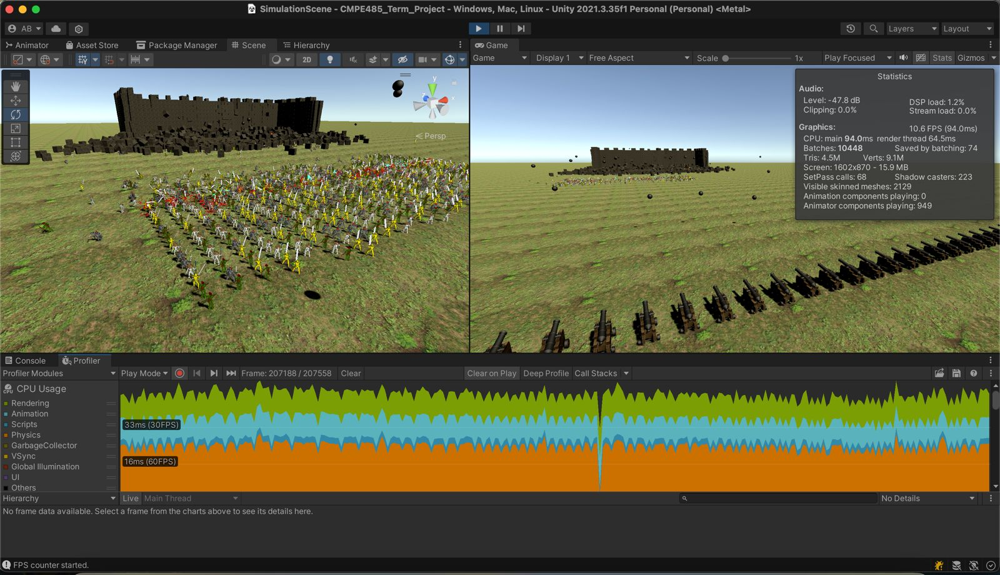 SimulationScene - CMPE485_Term_Project - Windows, Mac, Linux - Unity 2021.3.35f1 Personal (Personal) <Metal>
AB
Layers
Layout
Animator
Asset Store
Package Manager
Scene
Hierarchy
Game
2D
Game
Display 1
Free Aspect
Scale
1x
Play Focused
Stats
Gizmos
y
x
z
Persp
Statistics
Audio:
Level: -47.8 dB
DSP load: 1.2%
Clipping: 0.0%
Stream load: 0.0%
Graphics:
10.6 FPS (94.0ms)
CPU: main 94.0ms render thread 64.5ms
Batches: 10448
Saved by batching: 74
Tris: 4.5M
Verts: 9.1M
Screen: 1602x870 - 15.9 MB
SetPass calls: 68
Shadow casters: 223
Visible skinned meshes: 2129
Animation components playing: 0
Animator components playing: 949
Console
Profiler
Profiler Modules
Play Mode
Frame: 207188 / 207558
Clear
Clear on Play
Deep Profile
Call Stacks
CPU
CPU Usage
Rendering
Animation
Scripts
Physics
GarbageCollector
VSync
Global Illumination
UI
Others
33ms (30FPS)
16ms (60FPS)
Hierarchy
Live
Main Thread
No Details
No frame data available. Select a frame from the charts above to see its details here.
FPS counter started.